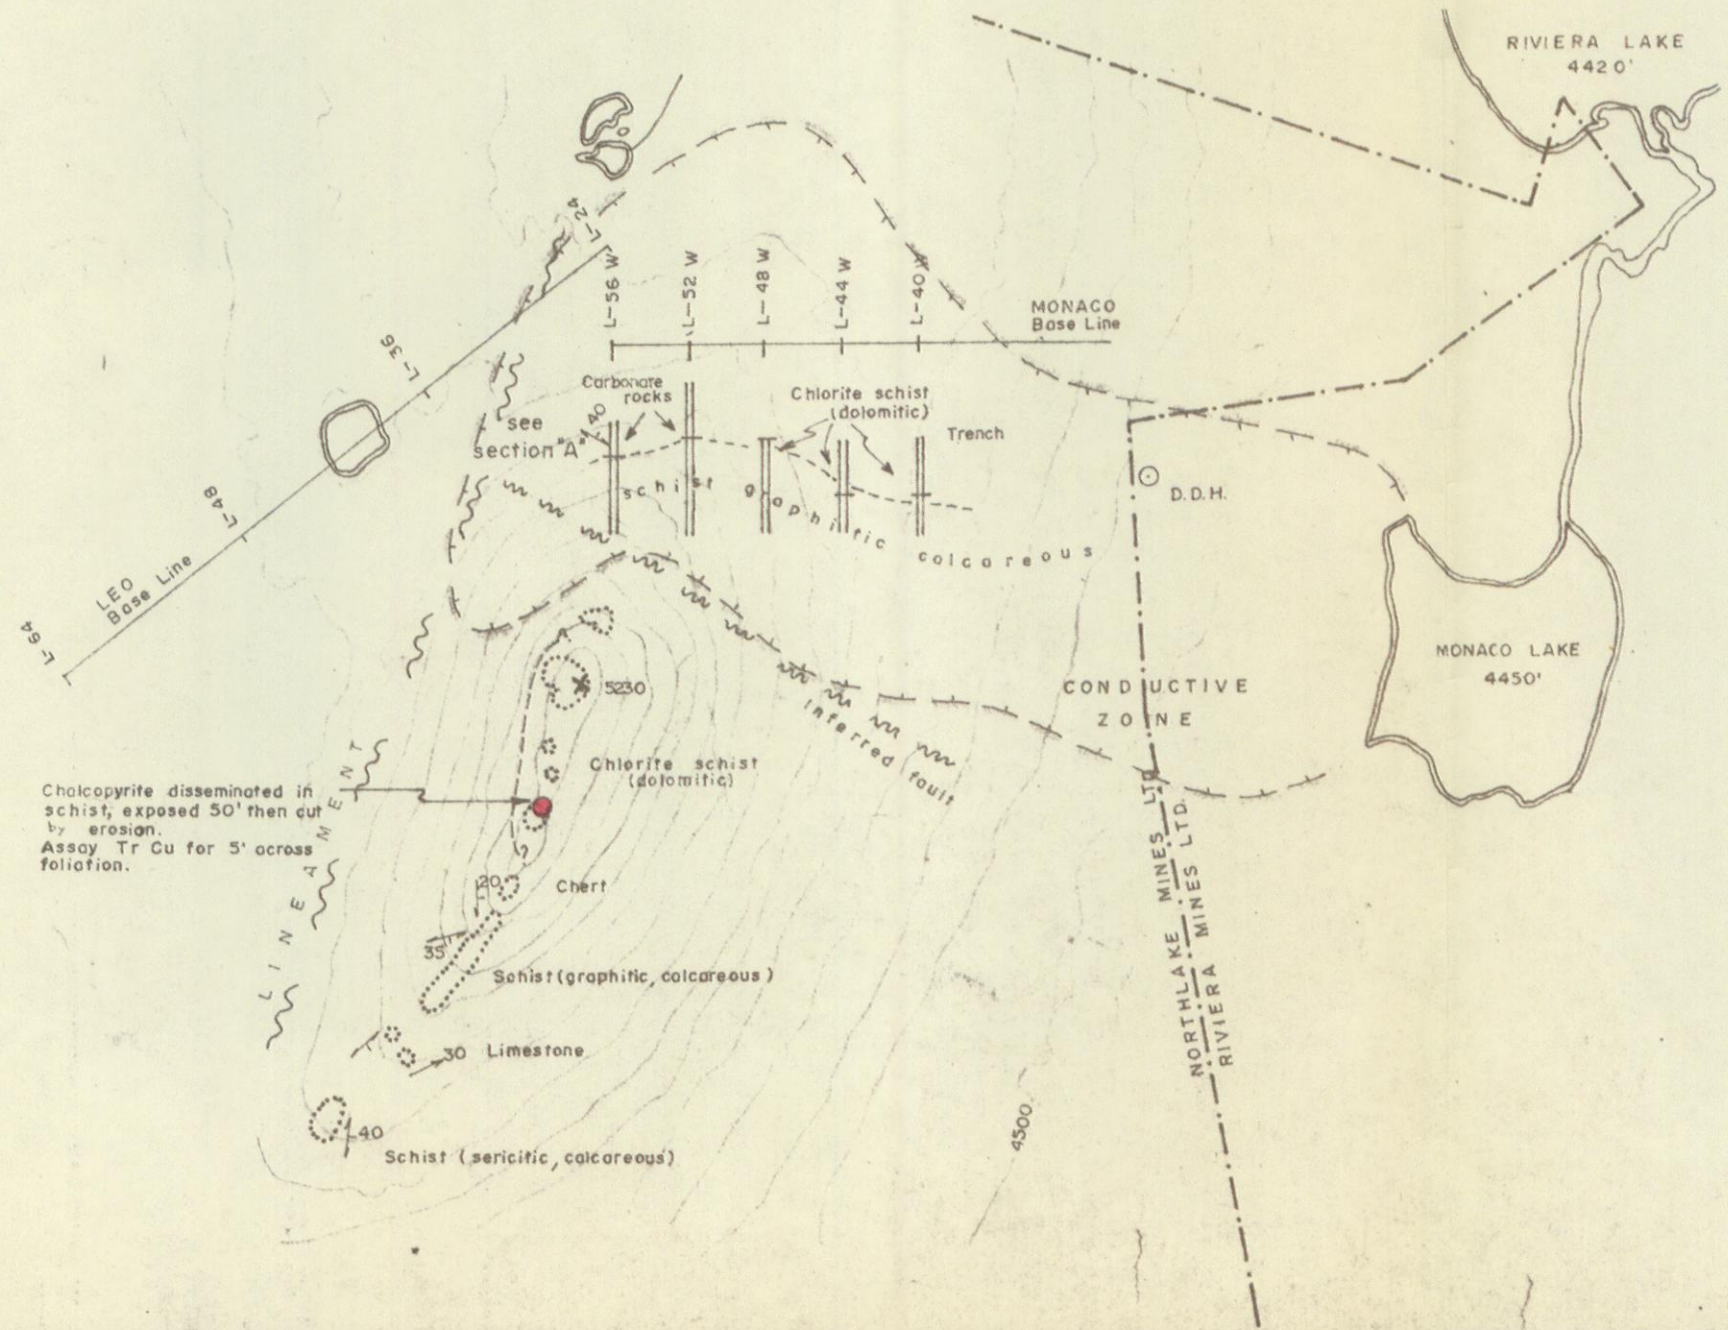 RIVIERA LAKE
4420'
L-24
L-56 W
L-52 W
L-48 W
L-44 W
L-40 W
MONACO
Base Line
L-36
Carbonate
rocks
Chlorite schist
(dolomitic)
40
see
section "A"
Trench
schist graphitic calcareous
D.D.H.
L-48
LEO
Base Line
L-64
MONACO LAKE
4450'
5230
CONDUCTIVE
ZONE
inferred fault
Chlorite schist
(dolomitic)
LINEAMENT
Chalcopyrite disseminated in
schist, exposed 50' then cut
by erosion.
Assay Tr Cu for 5' across
foliation.
?
20
Chert
35
Schist (graphitic, calcareous)
NORTHLAKE MINES LTD.
RIVIERA MINES LTD.
30 Limestone
40
Schist (sericitic, calcareous)
4500